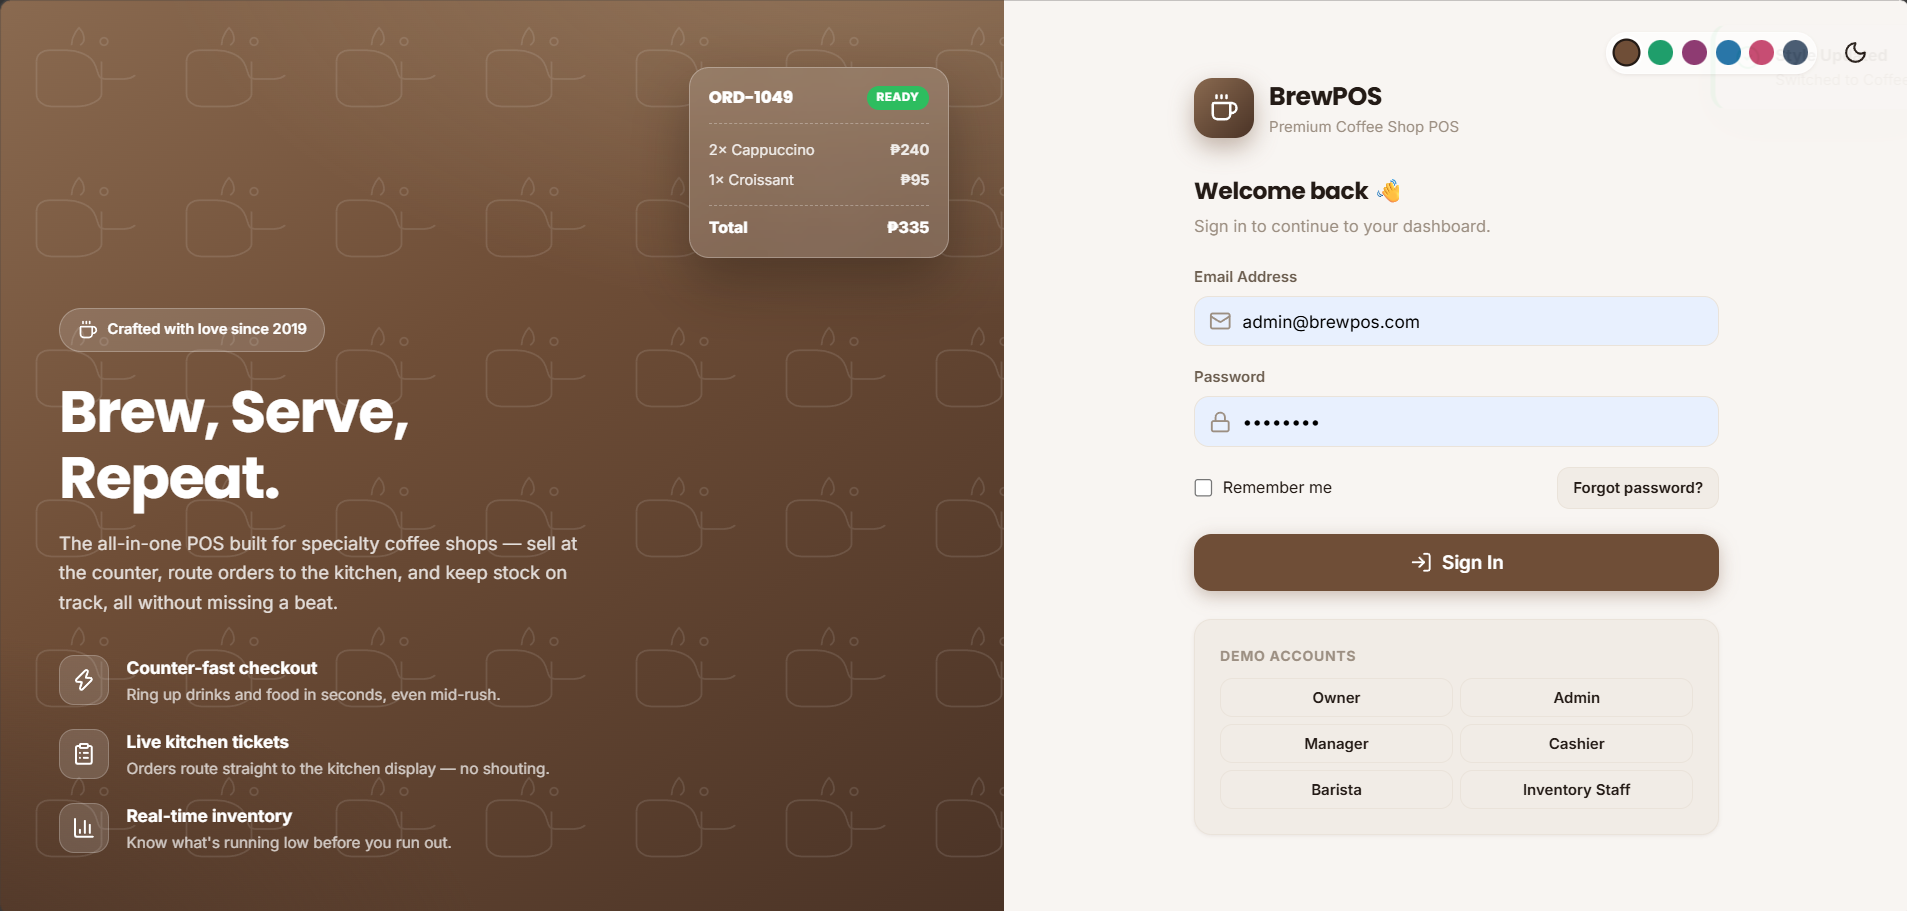 ORD-1049 READY
2× Cappuccino ₱240
1× Croissant ₱95
Total ₱335
Crafted with love since 2019
Brew, Serve,
Repeat.
The all-in-one POS built for specialty coffee shops — sell at
the counter, route orders to the kitchen, and keep stock on
track, all without missing a beat.
Counter-fast checkout
Ring up drinks and food in seconds, even mid-rush.
Live kitchen tickets
Orders route straight to the kitchen display — no shouting.
Real-time inventory
Know what's running low before you run out.
Switched to Coffee
BrewPOS
Premium Coffee Shop POS
Welcome back 👋
Sign in to continue to your dashboard.
Email Address
admin@brewpos.com
Password
••••••••
Remember me Forgot password?
Sign In
DEMO ACCOUNTS
Owner Admin
Manager Cashier
Barista Inventory Staff